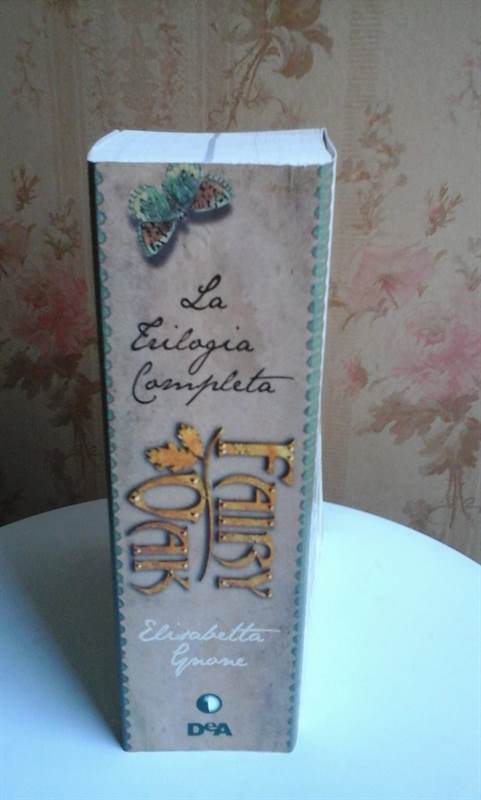 La
Trilogia
Completa
FAIRY
OAK
Elisabetta
Gnone
DeA